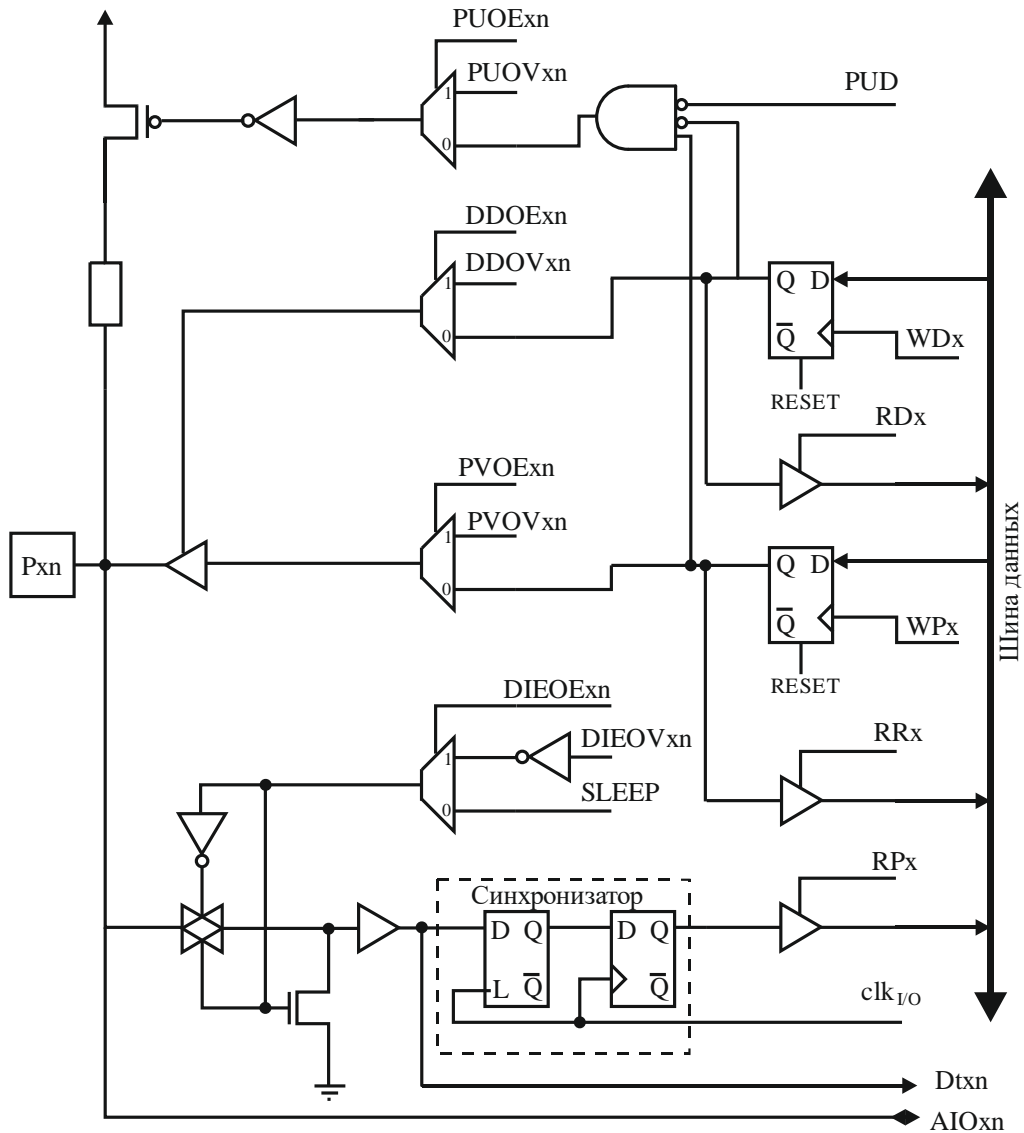 PUOExn
PUOVxn
1
0
PUD
DDOExn
DDOVxn
1
0
Q D
Q
WDx
RESET
RDx
PVOExn
PVOVxn
1
0
Pxn
Q D
Q
WPx
RESET
Шина данных
DIEOExn
DIEOVxn
1
SLEEP
0
RRx
RPx
Синхронизатор
D Q
L Q
D Q
Q
clk I/O
Dtxn
AIOxn